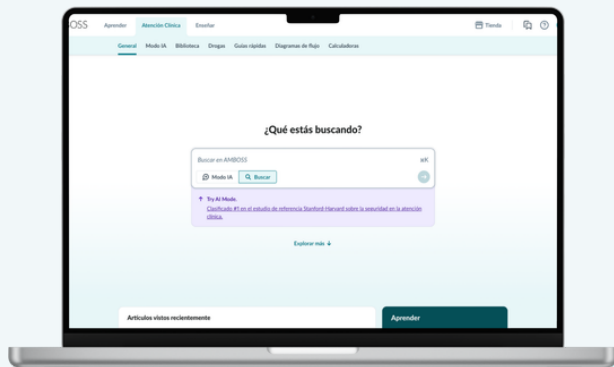 OSS Aprender Atención Clínica Enseñar Tienda
General Modo IA Biblioteca Drogas Guías rápidas Diagramas de flujo Calculadoras
¿Qué estás buscando?
Buscar en AMBOSS ⌘K
Modo IA Buscar
Try AI Mode.
Clasificado #1 en el estudio de referencia Stanford-Harvard sobre la seguridad en la atención
clínica.
Explorar más ↓
Artículos vistos recientemente Aprender